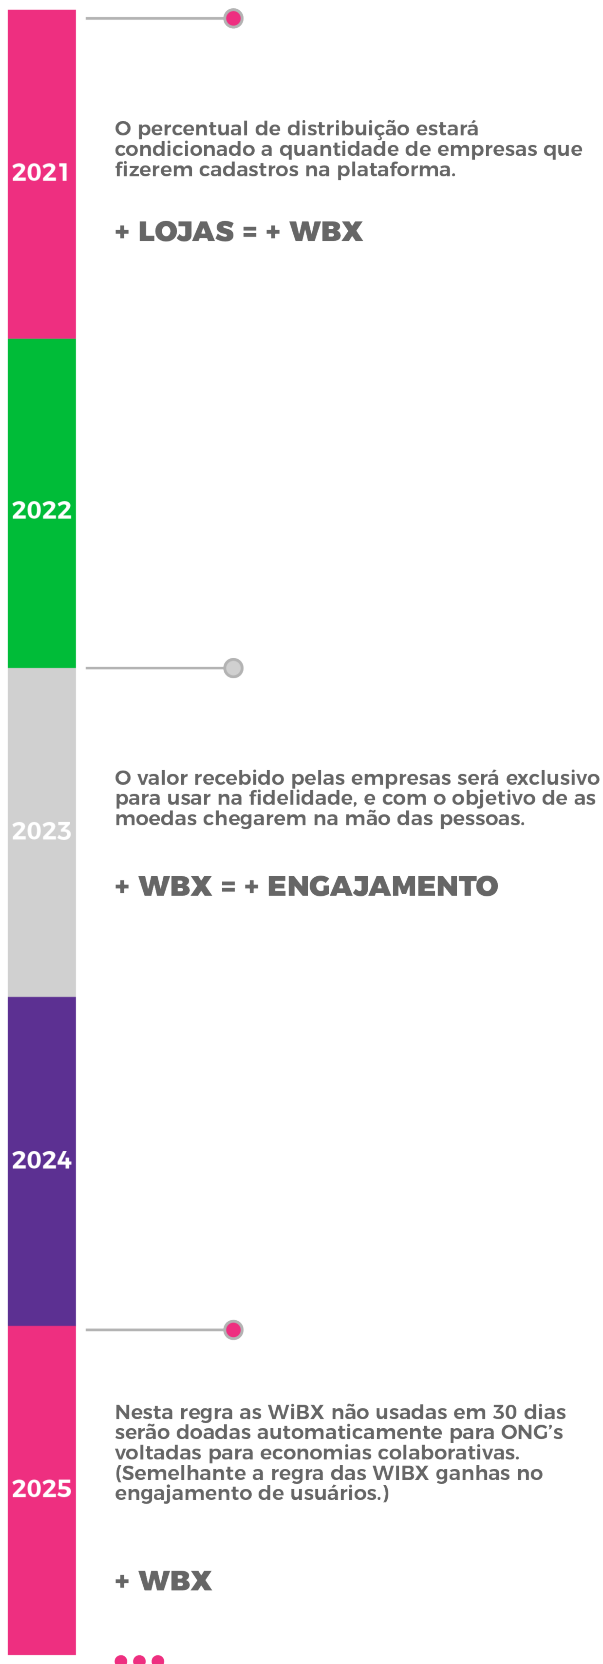 2021
O percentual de distribuição estará
condicionado a quantidade de empresas que
fizerem cadastros na plataforma.
+ LOJAS = + WBX
2022
2023
O valor recebido pelas empresas será exclusivo
para usar na fidelidade, e com o objetivo de as
moedas chegarem na mão das pessoas.
+ WBX = + ENGAJAMENTO
2024
2025
Nesta regra as WiBX não usadas em 30 dias
serão doadas automaticamente para ONG’s
voltadas para economias colaborativas.
(Semelhante a regra das WIBX ganhas no
engajamento de usuários.)
+ WBX